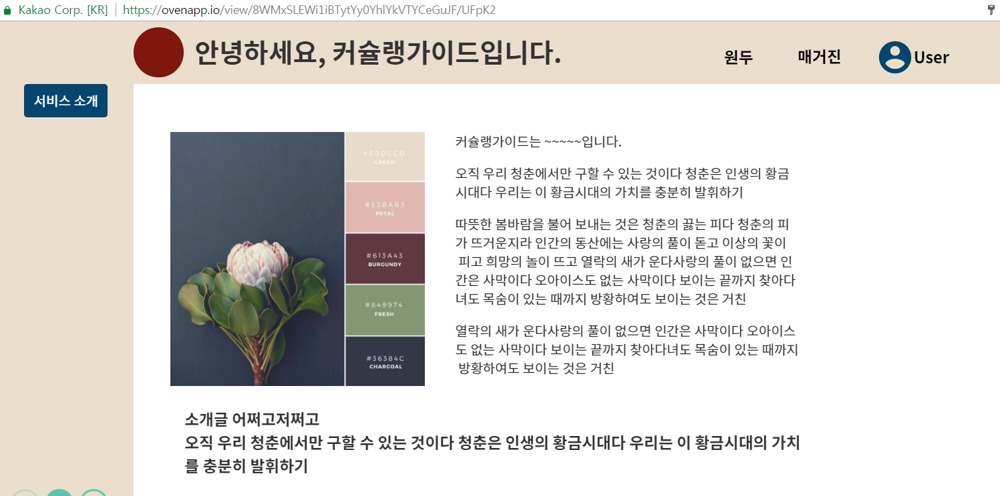 Kakao Corp. [KR] https://ovenapp.io/view/8WMxSLEWi1iBTytYy0YhlYkVTYCeGuJF/UFpK2
안녕하세요, 커슐랭가이드입니다.
원두 매거진 User
서비스 소개
#E9DCCD
CREAM
#E3BAB3
PETAL
#613A43
BURGUNDY
#849974
FRESH
#36384C
CHARCOAL
커슐랭가이드는 ~~~~~입니다.
오직 우리 청춘에서만 구할 수 있는 것이다 청춘은 인생의 황금
시대다 우리는 이 황금시대의 가치를 충분히 발휘하기
따뜻한 봄바람을 불어 보내는 것은 청춘의 끓는 피다 청춘의 피
가 뜨거운지라 인간의 동산에는 사랑의 풀이 돋고 이상의 꽃이
피고 희망의 놀이 뜨고 열락의 새가 운다사랑의 풀이 없으면 인
간은 사막이다 오아이스도 없는 사막이다 보이는 끝까지 찾아다
녀도 목숨이 있는 때까지 방황하여도 보이는 것은 거친
열락의 새가 운다사랑의 풀이 없으면 인간은 사막이다 오아이스
도 없는 사막이다 보이는 끝까지 찾아다녀도 목숨이 있는 때까지
방황하여도 보이는 것은 거친
소개글 어쩌고저쩌고
오직 우리 청춘에서만 구할 수 있는 것이다 청춘은 인생의 황금시대다 우리는 이 황금시대의 가치
를 충분히 발휘하기